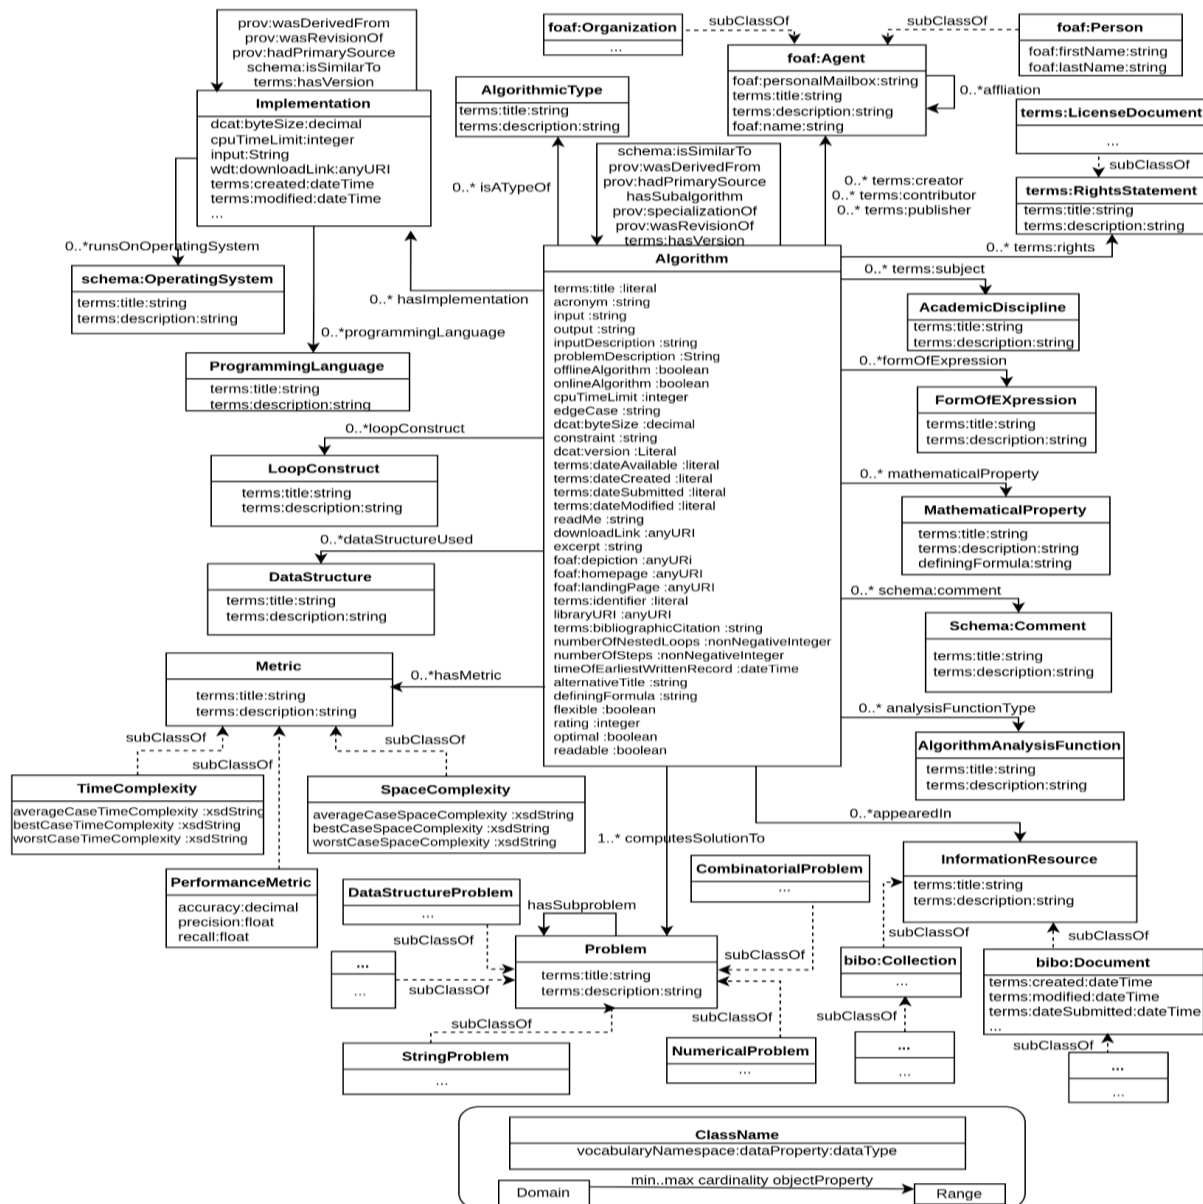 prov:wasDerivedFrom
prov:wasRevisionOf
prov:hadPrimarySource
schema:isSimilarTo
terms:hasVersion
Implementation
dcat:byteSize:decimal
cpuTimeLimit:integer
input:String
wdt:downloadLink:anyURI
terms:created:dateTime
terms:modified:dateTime
...
0..*runsOnOperatingSystem
schema:OperatingSystem
terms:title:string
terms:description:string
0..* hasImplementation
0..*programmingLanguage
ProgrammingLanguage
terms:title:string
terms:description:string
foaf:Organization
...
subClassOf
subClassOf
foaf:Person
foaf:firstName:string
foaf:lastName:string
foaf:Agent
foaf:personalMailbox:string
terms:title:string
terms:description:string
foaf:name:string
0..*affliation
AlgorithmicType
terms:title:string
terms:description:string
0..* isATypeOf
terms:LicenseDocument
...
subClassOf
terms:RightsStatement
terms:title:string
terms:description:string
0..* terms:creator
0..* terms:contributor
0..* terms:publisher
0..* terms:rights
schema:isSimilarTo
prov:wasDerivedFrom
prov:hadPrimarySource
hasSubalgorithm
prov:specializationOf
prov:wasRevisionOf
terms:hasVersion
Algorithm
terms:title :literal
acronym :string
input :string
output :string
inputDescription :string
problemDescription :String
offlineAlgorithm :boolean
onlineAlgorithm :boolean
cpuTimeLimit :integer
edgeCase :string
dcat:byteSize :decimal
constraint :string
dcat:version :Literal
terms:dateAvailable :literal
terms:dateCreated :literal
terms:dateSubmitted :literal
terms:dateModified :literal
readMe :string
downloadLink :anyURI
excerpt :string
foaf:depiction :anyURi
foaf:homepage :anyURI
foaf:landingPage :anyURI
terms:identifier :literal
libraryURI :anyURI
terms:bibliographicCitation :string
numberOfNestedLoops :nonNegativeInteger
numberOfSteps :nonNegativeInteger
timeOfEarliestWrittenRecord :dateTime
alternativeTitle :string
definingFormula :string
flexible :boolean
rating :integer
optimal :boolean
readable :boolean
0..* terms:subject
AcademicDiscipline
terms:title:string
terms:description:string
0..*formOfExpression
FormOfEXpression
terms:title:string
terms:description:string
0..* mathematicalProperty
MathematicalProperty
terms:title:string
terms:description:string
definingFormula:string
0..* schema:comment
Schema:Comment
terms:title:string
terms:description:string
0..* analysisFunctionType
AlgorithmAnalysisFunction
terms:title:string
terms:description:string
0..*appearedIn
InformationResource
terms:title:string
terms:description:string
0..*loopConstruct
LoopConstruct
terms:title:string
terms:description:string
0..*dataStructureUsed
DataStructure
terms:title:string
terms:description:string
0..*hasMetric
Metric
terms:title:string
terms:description:string
subClassOf
subClassOf
subClassOf
TimeComplexity
averageCaseTimeComplexity :xsdString
bestCaseTimeComplexity :xsdString
worstCaseTimeComplexity :xsdString
SpaceComplexity
averageCaseSpaceComplexity :xsdString
bestCaseSpaceComplexity :xsdString
worstCaseSpaceComplexity :xsdString
PerformanceMetric
accuracy:decimal
precision:float
recall:float
1..* computesSolutionTo
DataStructureProblem
...
CombinatorialProblem
...
hasSubproblem
Problem
terms:title:string
terms:description:string
subClassOf
subClassOf
...
...
subClassOf
subClassOf
subClassOf
StringProblem
...
NumericalProblem
...
subClassOf
subClassOf
bibo:Collection
...
bibo:Document
terms:created:dateTime
terms:modified:dateTime
terms:dateSubmitted:dateTime
...
subClassOf
subClassOf
...
...
...
...
ClassName
vocabularyNamespace:dataProperty:dataType
min..max cardinality objectProperty
Domain
Range